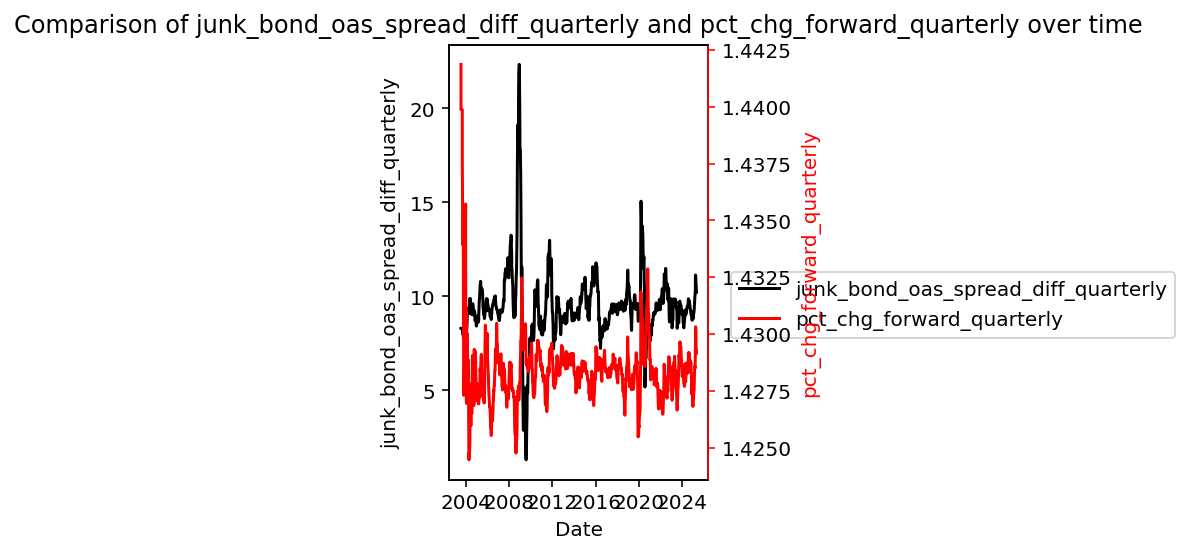 Comparison of junk_bond_oas_spread_diff_quarterly and pct_chg_forward_quarterly over time
junk_bond_oas_spread_diff_quarterly
20
15
10
5
1.4425
1.4400
1.4375
1.4350
1.4325
1.4300
1.4275
1.4250
pct_chg_forward_quarterly
junk_bond_oas_spread_diff_quarterly
pct_chg_forward_quarterly
2004 2008 2012 2016 2020 2024
Date